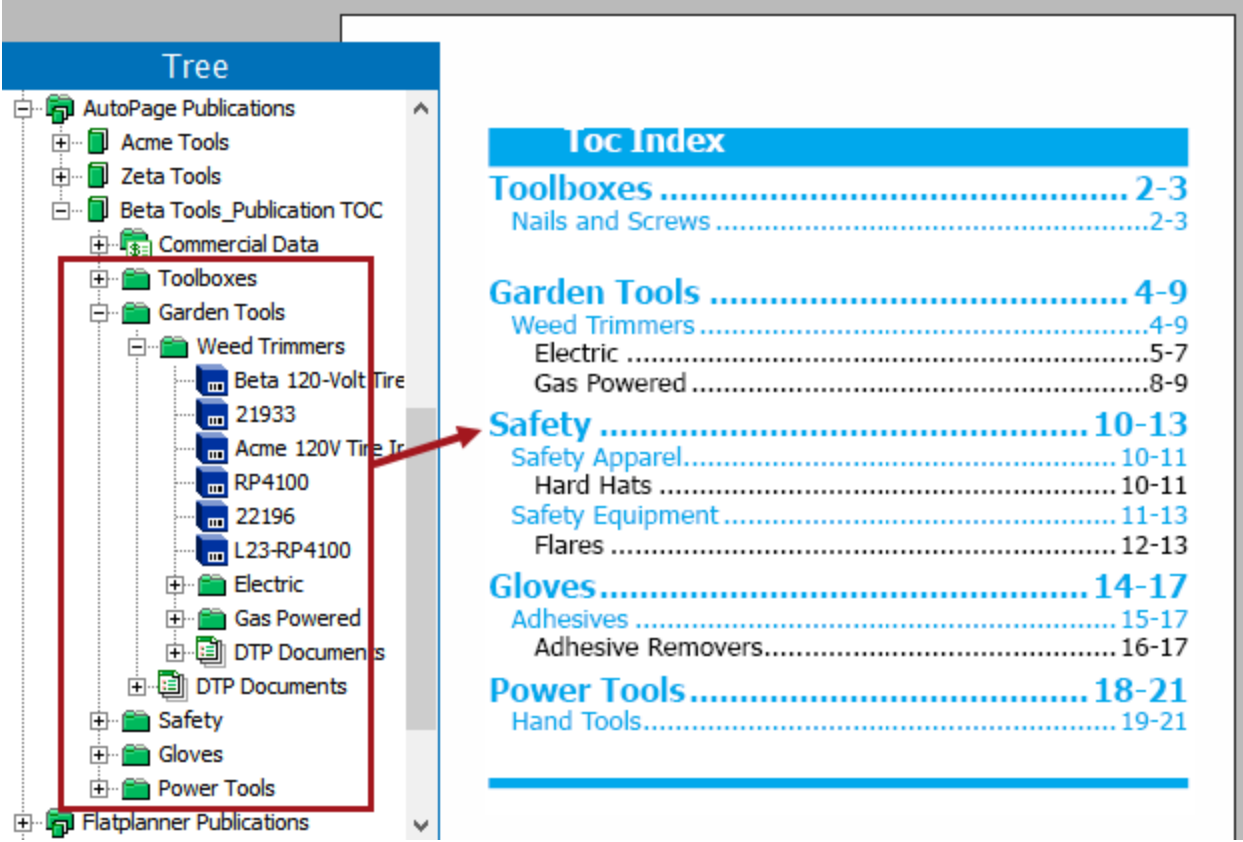 Tree
AutoPage Publications
Acme Tools
Zeta Tools
Beta Tools_Publication TOC
Commercial Data
Toolboxes
Garden Tools
Weed Trimmers
Beta 120-Volt Tire
21933
Acme 120V Tire Ir
RP4100
22196
L23-RP4100
Electric
Gas Powered
DTP Documents
DTP Documents
Safety
Gloves
Power Tools
Flatplanner Publications
Toc Index
Toolboxes ................................................ 2-3
Nails and Screws ................................................ 2-3
Garden Tools ................................................ 4-9
Weed Trimmers ................................................ 4-9
Electric ................................................ 5-7
Gas Powered ................................................ 8-9
Safety ................................................ 10-13
Safety Apparel ................................................ 10-11
Hard Hats ................................................ 10-11
Safety Equipment ................................................ 11-13
Flares ................................................ 12-13
Gloves ................................................ 14-17
Adhesives ................................................ 15-17
Adhesive Removers ................................................ 16-17
Power Tools ................................................ 18-21
Hand Tools ................................................ 19-21